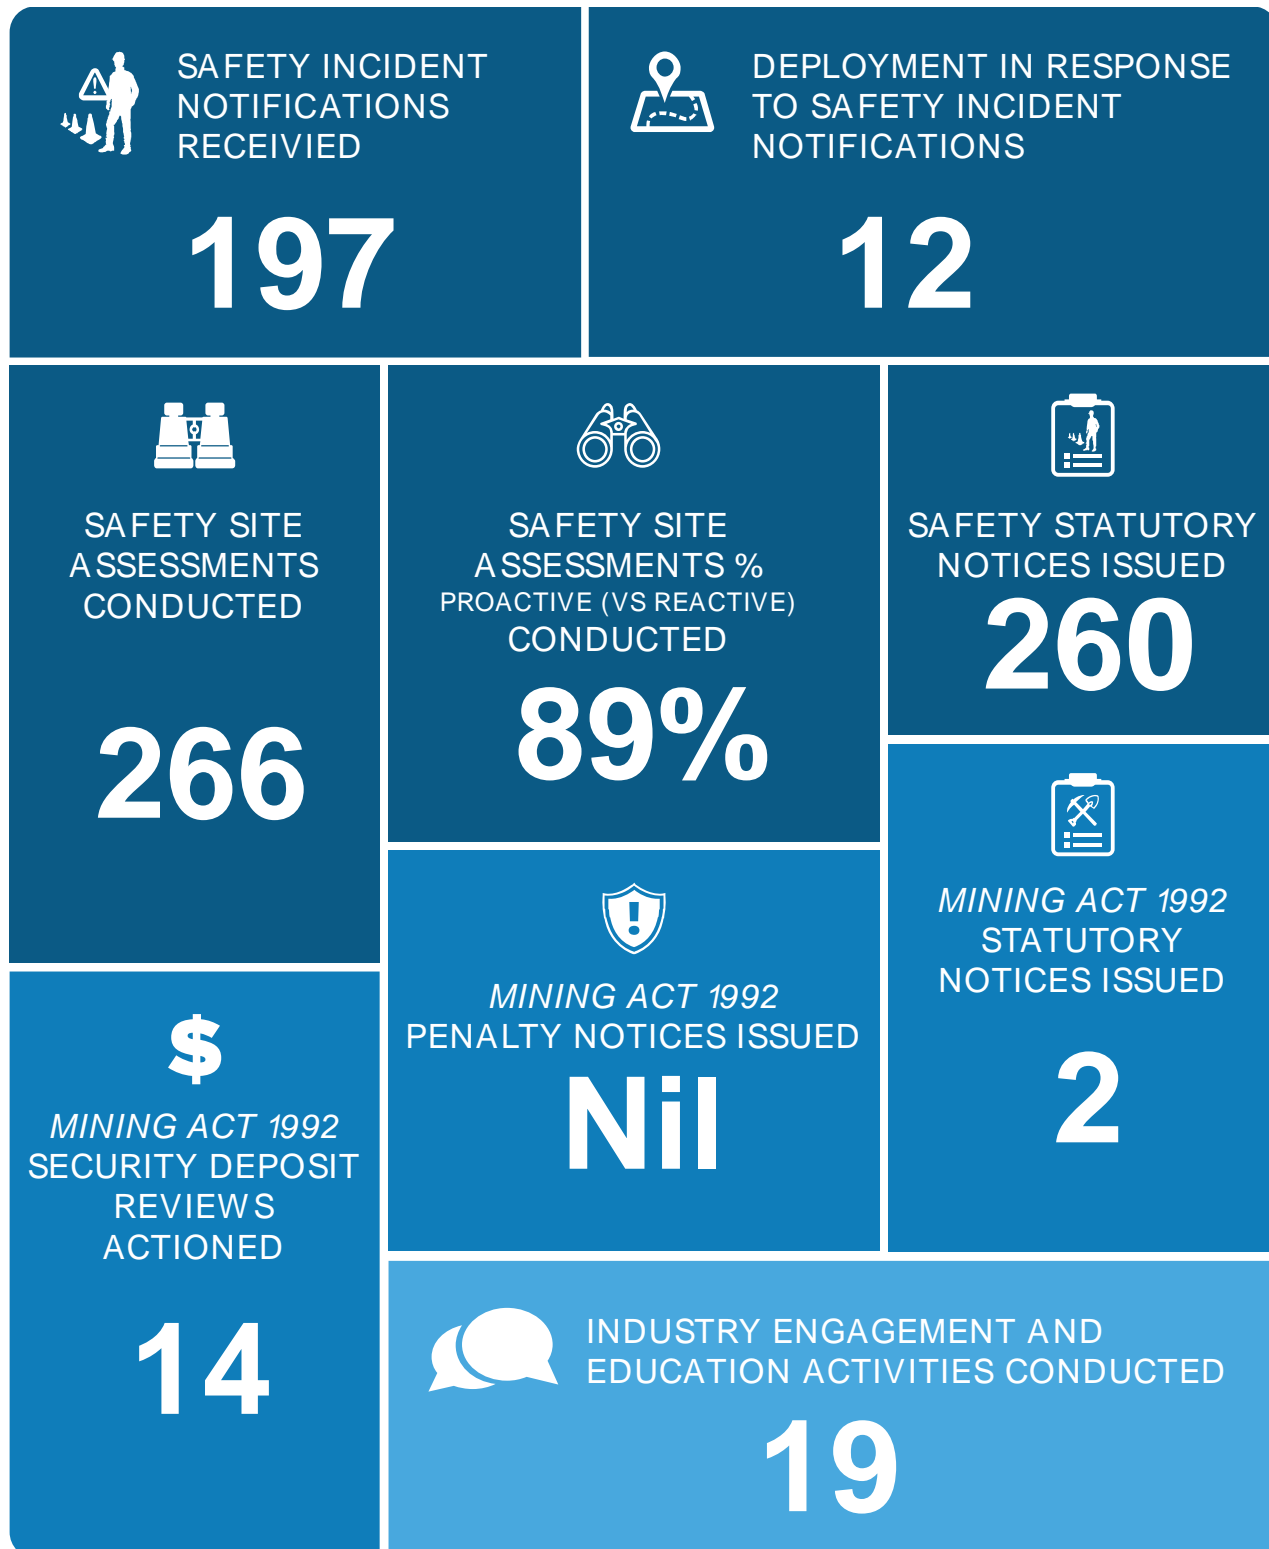 SAFETY INCIDENT
NOTIFICATIONS
RECEIVIED
197
DEPLOYMENT IN RESPONSE
TO SAFETY INCIDENT
NOTIFICATIONS
12
SAFETY SITE
ASSESSMENTS
CONDUCTED
266
SAFETY SITE
ASSESSMENTS %
PROACTIVE (VS REACTIVE)
CONDUCTED
89%
SAFETY STATUTORY
NOTICES ISSUED
260
MINING ACT 1992
STATUTORY
NOTICES ISSUED
2
MINING ACT 1992
PENALTY NOTICES ISSUED
Nil
$
MINING ACT 1992
SECURITY DEPOSIT
REVIEWS
ACTIONED
14
INDUSTRY ENGAGEMENT AND
EDUCATION ACTIVITIES CONDUCTED
19